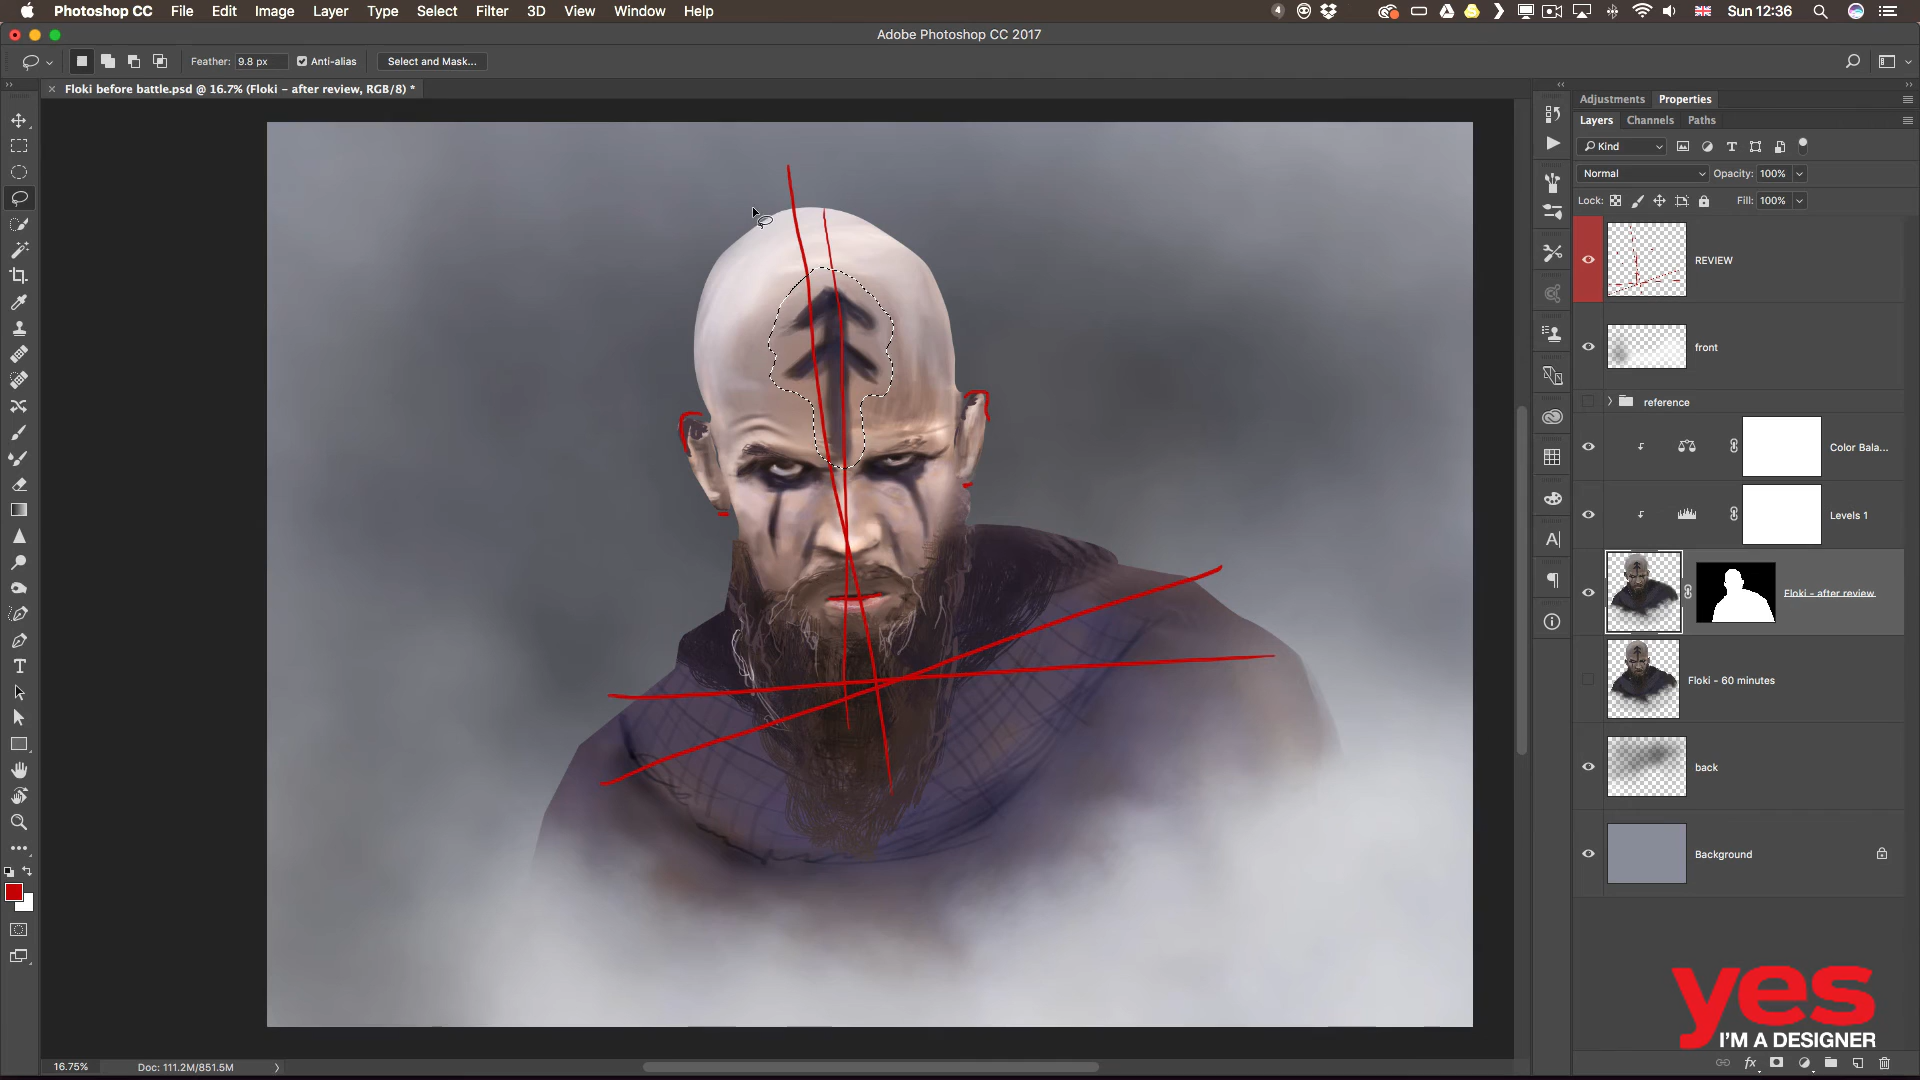 Photoshop CC File Edit Image Layer Type Select Filter 3D View Window Help 4 Sun 12:36
Adobe Photoshop CC 2017
Feather: 9.8 px Anti-alias Select and Mask...
× Floki before battle.psd @ 16.7% (Floki – after review, RGB/8) *
Adjustments Properties
Layers Channels Paths
Kind
Normal Opacity: 100%
Lock: Fill: 100%
REVIEW
front
reference
Color Bala...
Levels 1
Floki - after review
Floki - 60 minutes
back
Background
yes
I'M A DESIGNER
16.75% Doc: 111.2M/851.5M
fx